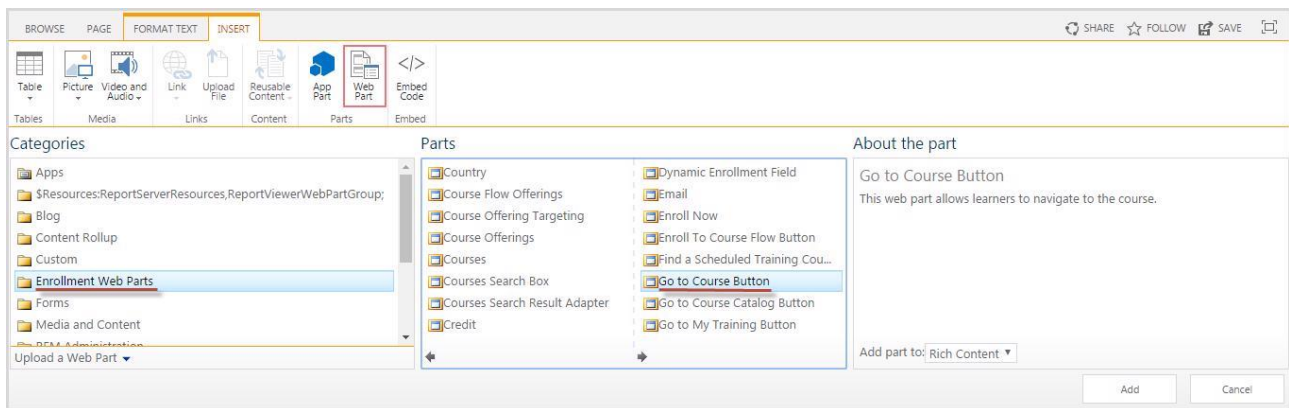 BROWSE PAGE FORMAT TEXT INSERT SHARE FOLLOW SAVE
Table Picture Video and Audio Link Upload File Reusable Content App Part Web Part Embed Code
Tables Media Links Content Parts Embed
Categories
Apps
$Resources:ReportServerResources,ReportViewerWebPartGroup;
Blog
Content Rollup
Custom
Enrollment Web Parts
Forms
Media and Content
Upload a Web Part
Parts
Country
Course Flow Offerings
Course Offering Targeting
Course Offerings
Courses
Courses Search Box
Courses Search Result Adapter
Credit
Dynamic Enrollment Field
Email
Enroll Now
Enroll To Course Flow Button
Find a Scheduled Training Cou...
Go to Course Button
Go to Course Catalog Button
Go to My Training Button
About the part
Go to Course Button
This web part allows learners to navigate to the course.
Add part to: Rich Content
Add Cancel